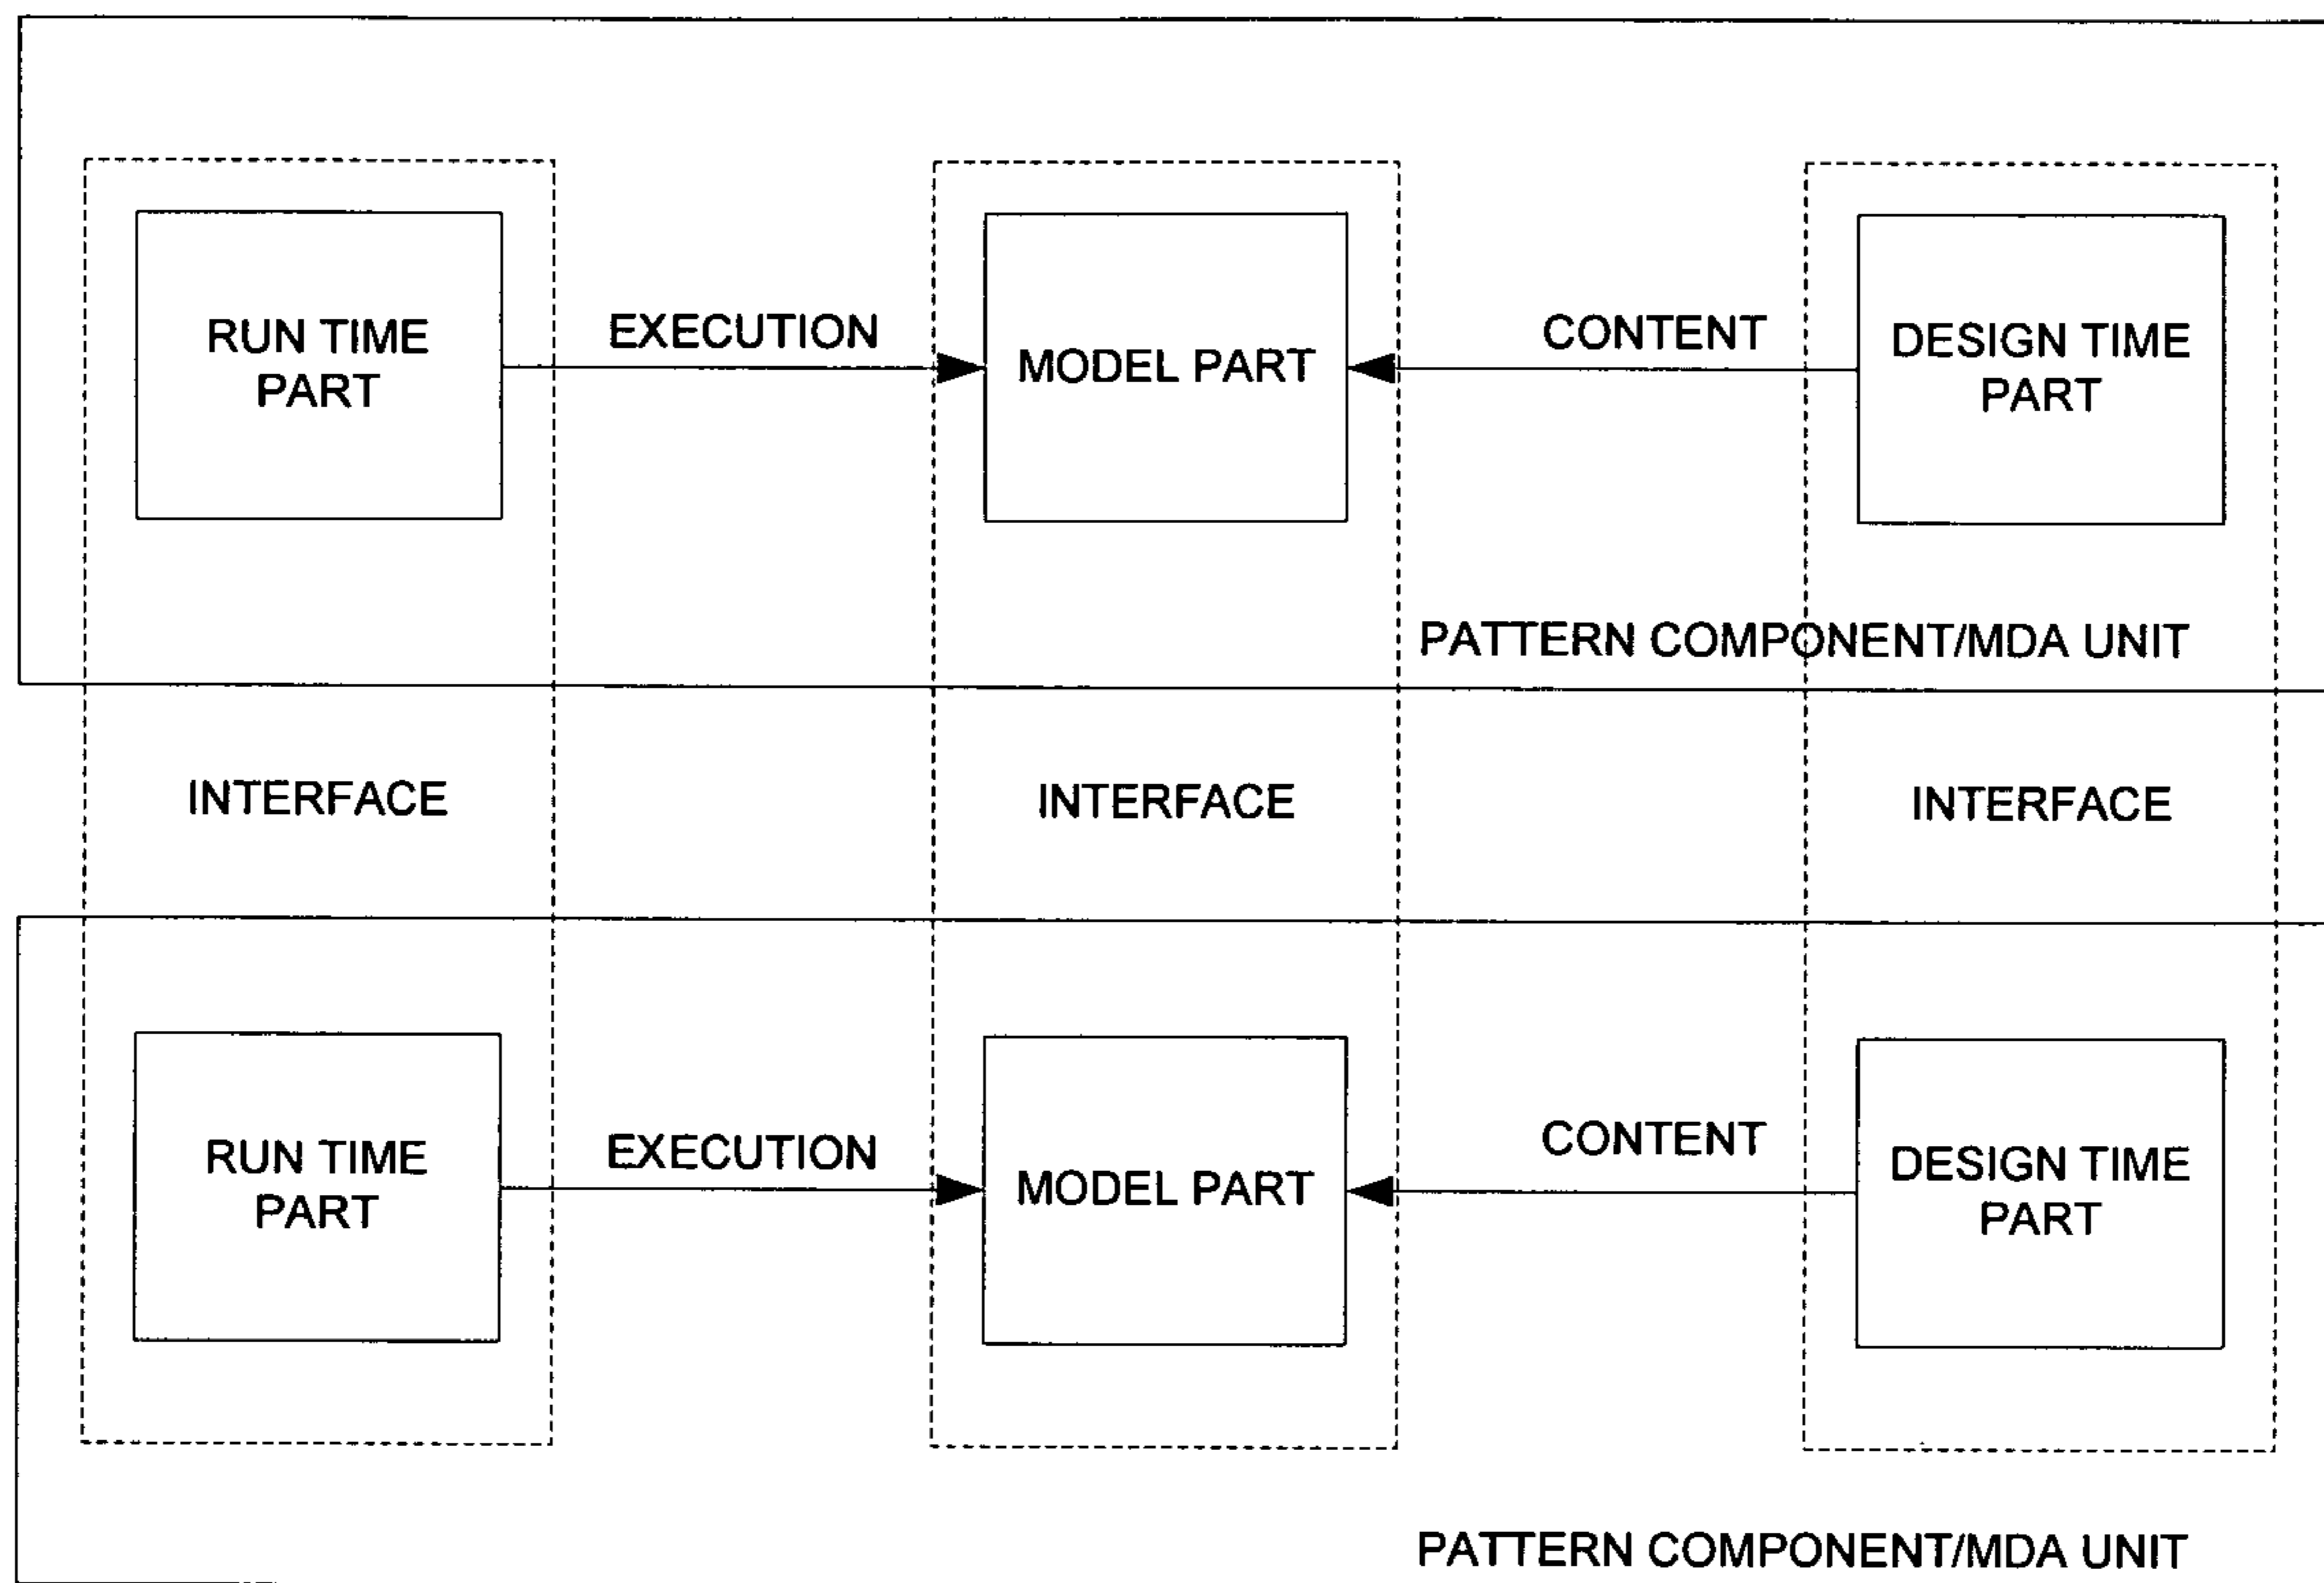 RUN TIME
PART
EXECUTION
MODEL PART
CONTENT
DESIGN TIME
PART
PATTERN COMPONENT/MDA UNIT
INTERFACE
INTERFACE
INTERFACE
RUN TIME
PART
EXECUTION
MODEL PART
CONTENT
DESIGN TIME
PART
PATTERN COMPONENT/MDA UNIT